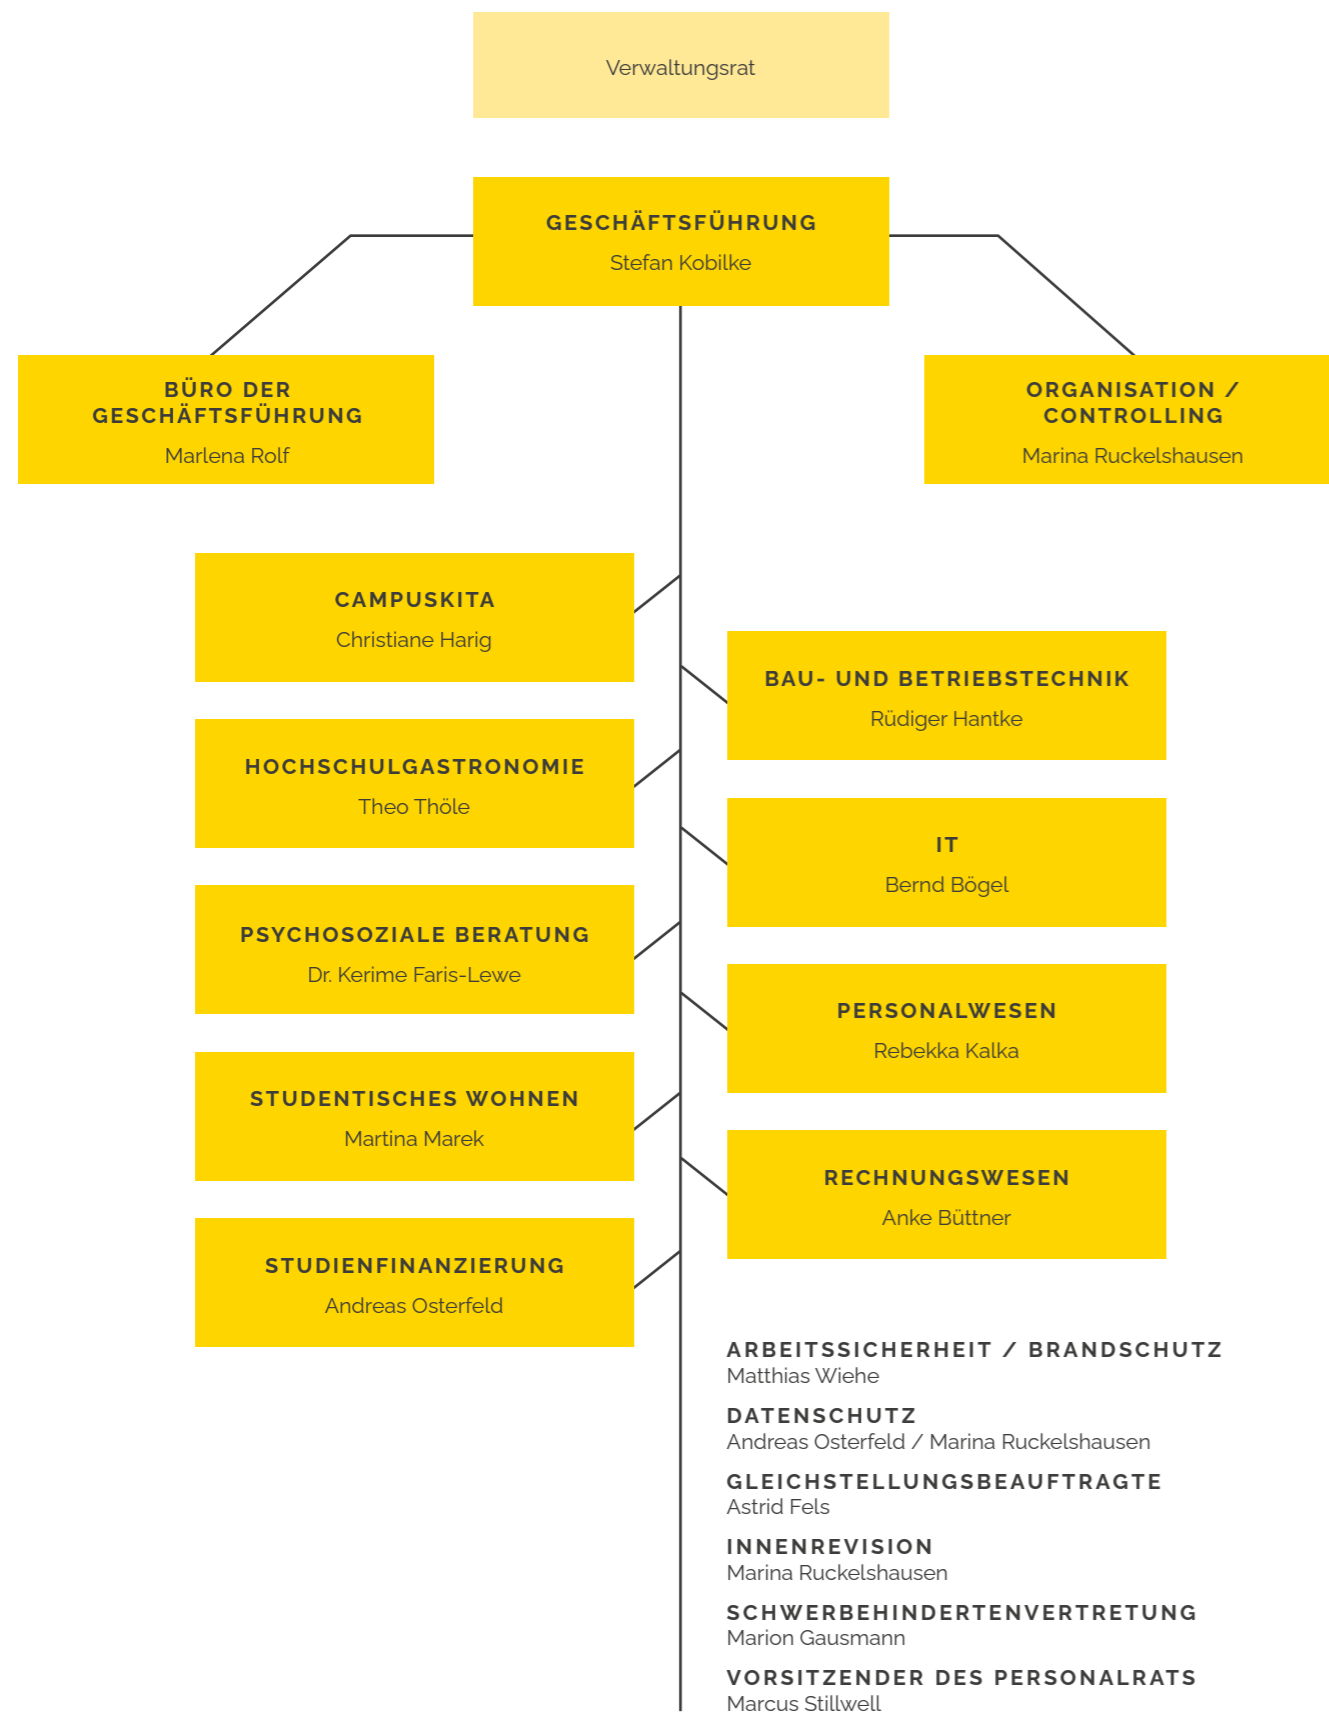 Verwaltungsrat
GESCHÄFTSFÜHRUNG
Stefan Kobilke
BÜRO DER
GESCHÄFTSFÜHRUNG
Marlena Rolf
ORGANISATION /
CONTROLLING
Marina Ruckelshausen
CAMPUSKITA
Christiane Harig
BAU- UND BETRIEBSTECHNIK
Rüdiger Hantke
HOCHSCHULGASTRONOMIE
Theo Thöle
IT
Bernd Bögel
PSYCHOSOZIALE BERATUNG
Dr. Kerime Faris-Lewe
PERSONALWESEN
Rebekka Kalka
STUDENTISCHES WOHNEN
Martina Marek
RECHNUNGSWESEN
Anke Büttner
STUDIENFINANZIERUNG
Andreas Osterfeld
ARBEITSSICHERHEIT / BRANDSCHUTZ
Matthias Wiehe
DATENSCHUTZ
Andreas Osterfeld / Marina Ruckelshausen
GLEICHSTELLUNGSBEAUFTRAGTE
Astrid Fels
INNENREVISION
Marina Ruckelshausen
SCHWERBEHINDERTENVERTRETUNG
Marion Gausmann
VORSITZENDER DES PERSONALRATS
Marcus Stillwell